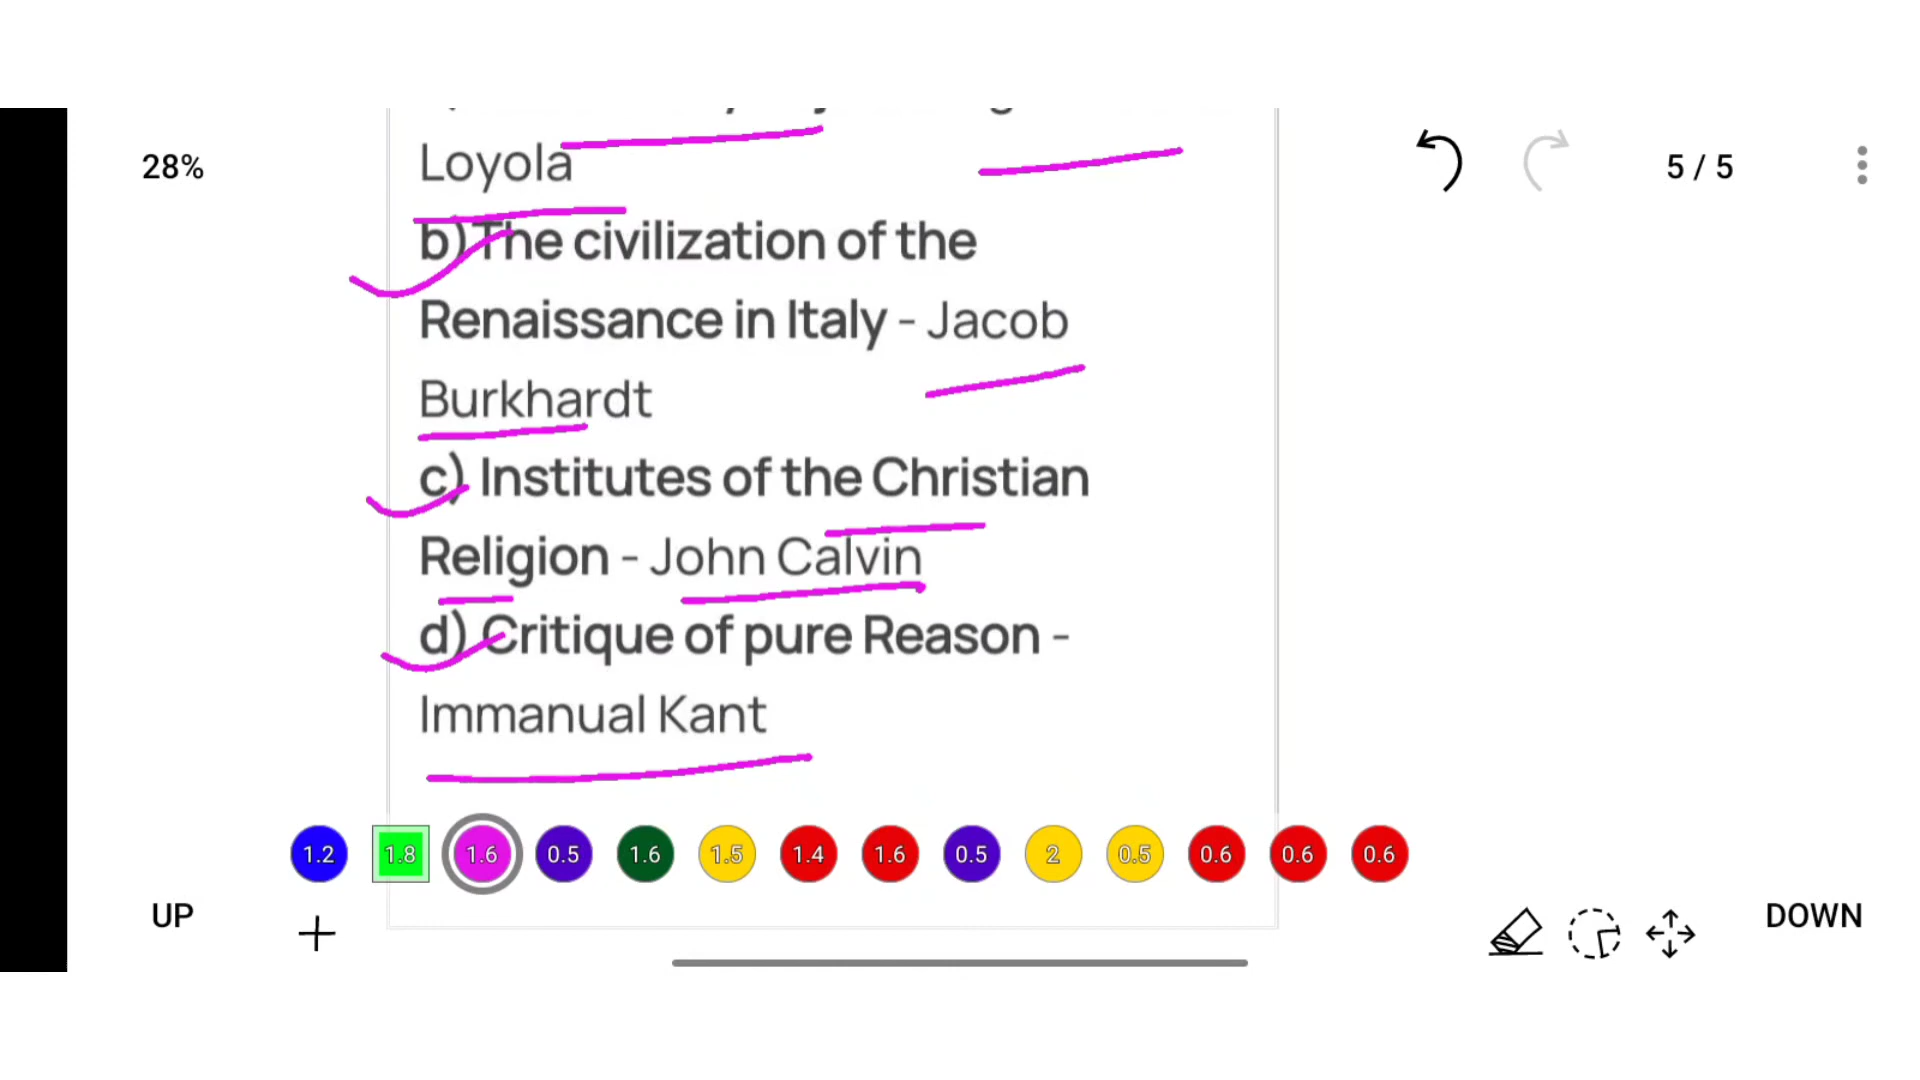 28%
5 / 5
Loyola
b) The civilization of the
Renaissance in Italy - Jacob
Burkhardt
c) Institutes of the Christian
Religion - John Calvin
d) Critique of pure Reason -
Immanual Kant
1.2 1.8 1.6 0.5 1.6 1.5 1.4 1.6 0.5 2 0.5 0.6 0.6 0.6
UP
DOWN